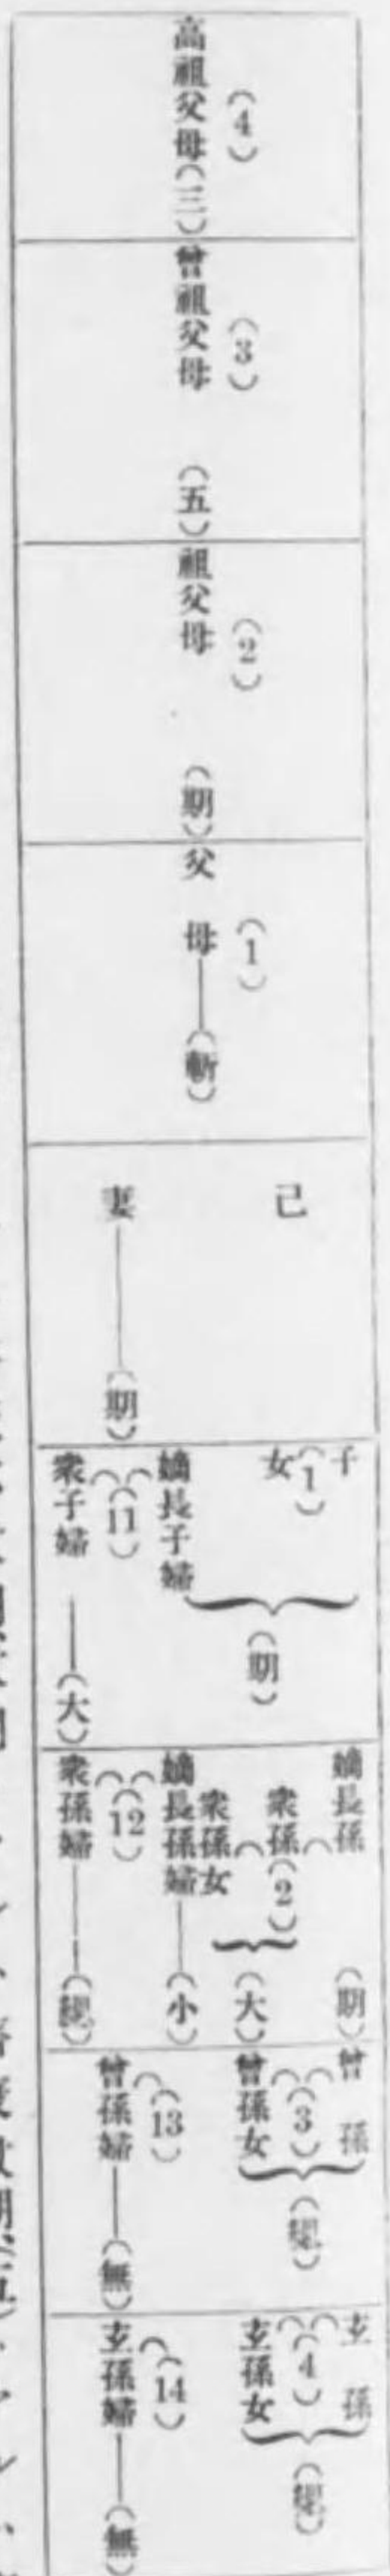 （4）
高祖父母（三）
（3）
曾祖父母（五）
（2）
祖父母（期）
（1）
父母―（斬）
己
妻―（期）
子
（1）
女
（期）
嫡長子婦
（11）
衆子婦―（大）
嫡長孫（期）
衆孫（2）
衆孫女（大）
嫡長孫婦―（小）
（12）
衆孫婦―（緦）
曾孫
（3）
曾孫女
（緦）
（13）
曾孫婦―（無）
玄孫
（4）
玄孫女
（緦）
（14）
玄孫婦―（無）